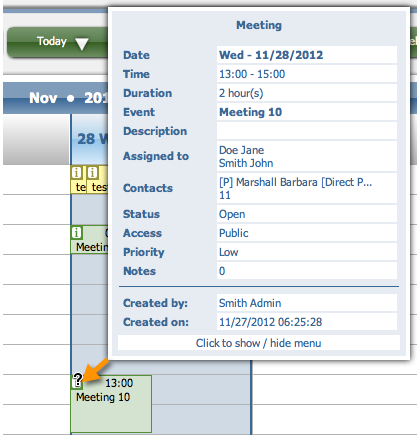 Meeting
Today
Date Wed - 11/28/2012
Time 13:00 - 15:00
Duration 2 hour(s)
Event Meeting 10
Description
Assigned to Doe Jane
Smith John
Contacts [P] Marshall Barbara [Direct P...
11
Status Open
Access Public
Priority Low
Notes 0
Created by: Smith Admin
Created on: 11/27/2012 06:25:28
Click to show / hide menu
Nov • 201
28 W
i i
te tes
i 0
Meeting
? 13:00
Meeting 10